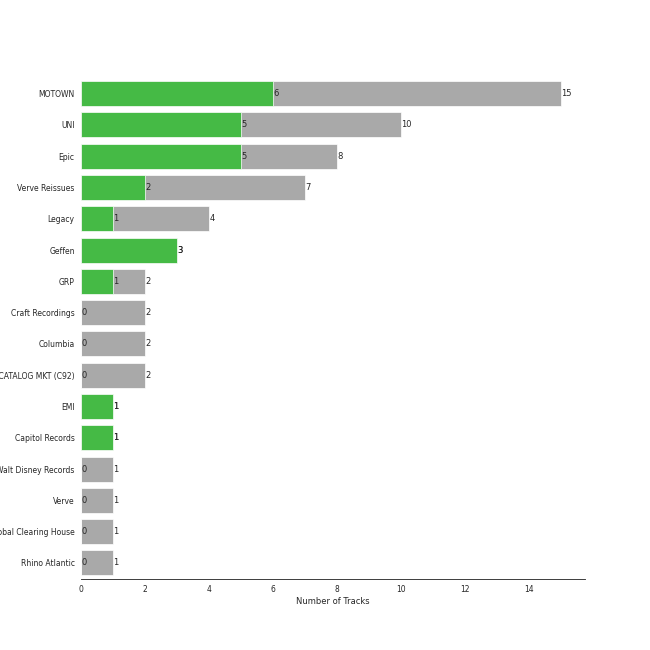 MOTOWN 6 15
UNI 5 10
Epic 5 8
Verve Reissues 2 7
Legacy 1 4
Geffen 3
GRP 1 2
Craft Recordings 0 2
Columbia 0 2
CATALOG MKT (C92) 0 2
EMI 1
Capitol Records 1
Walt Disney Records 0 1
Verve 0 1
obal Clearing House 0 1
Rhino Atlantic 0 1
0 2 4 6 8 10 12 14
Number of Tracks